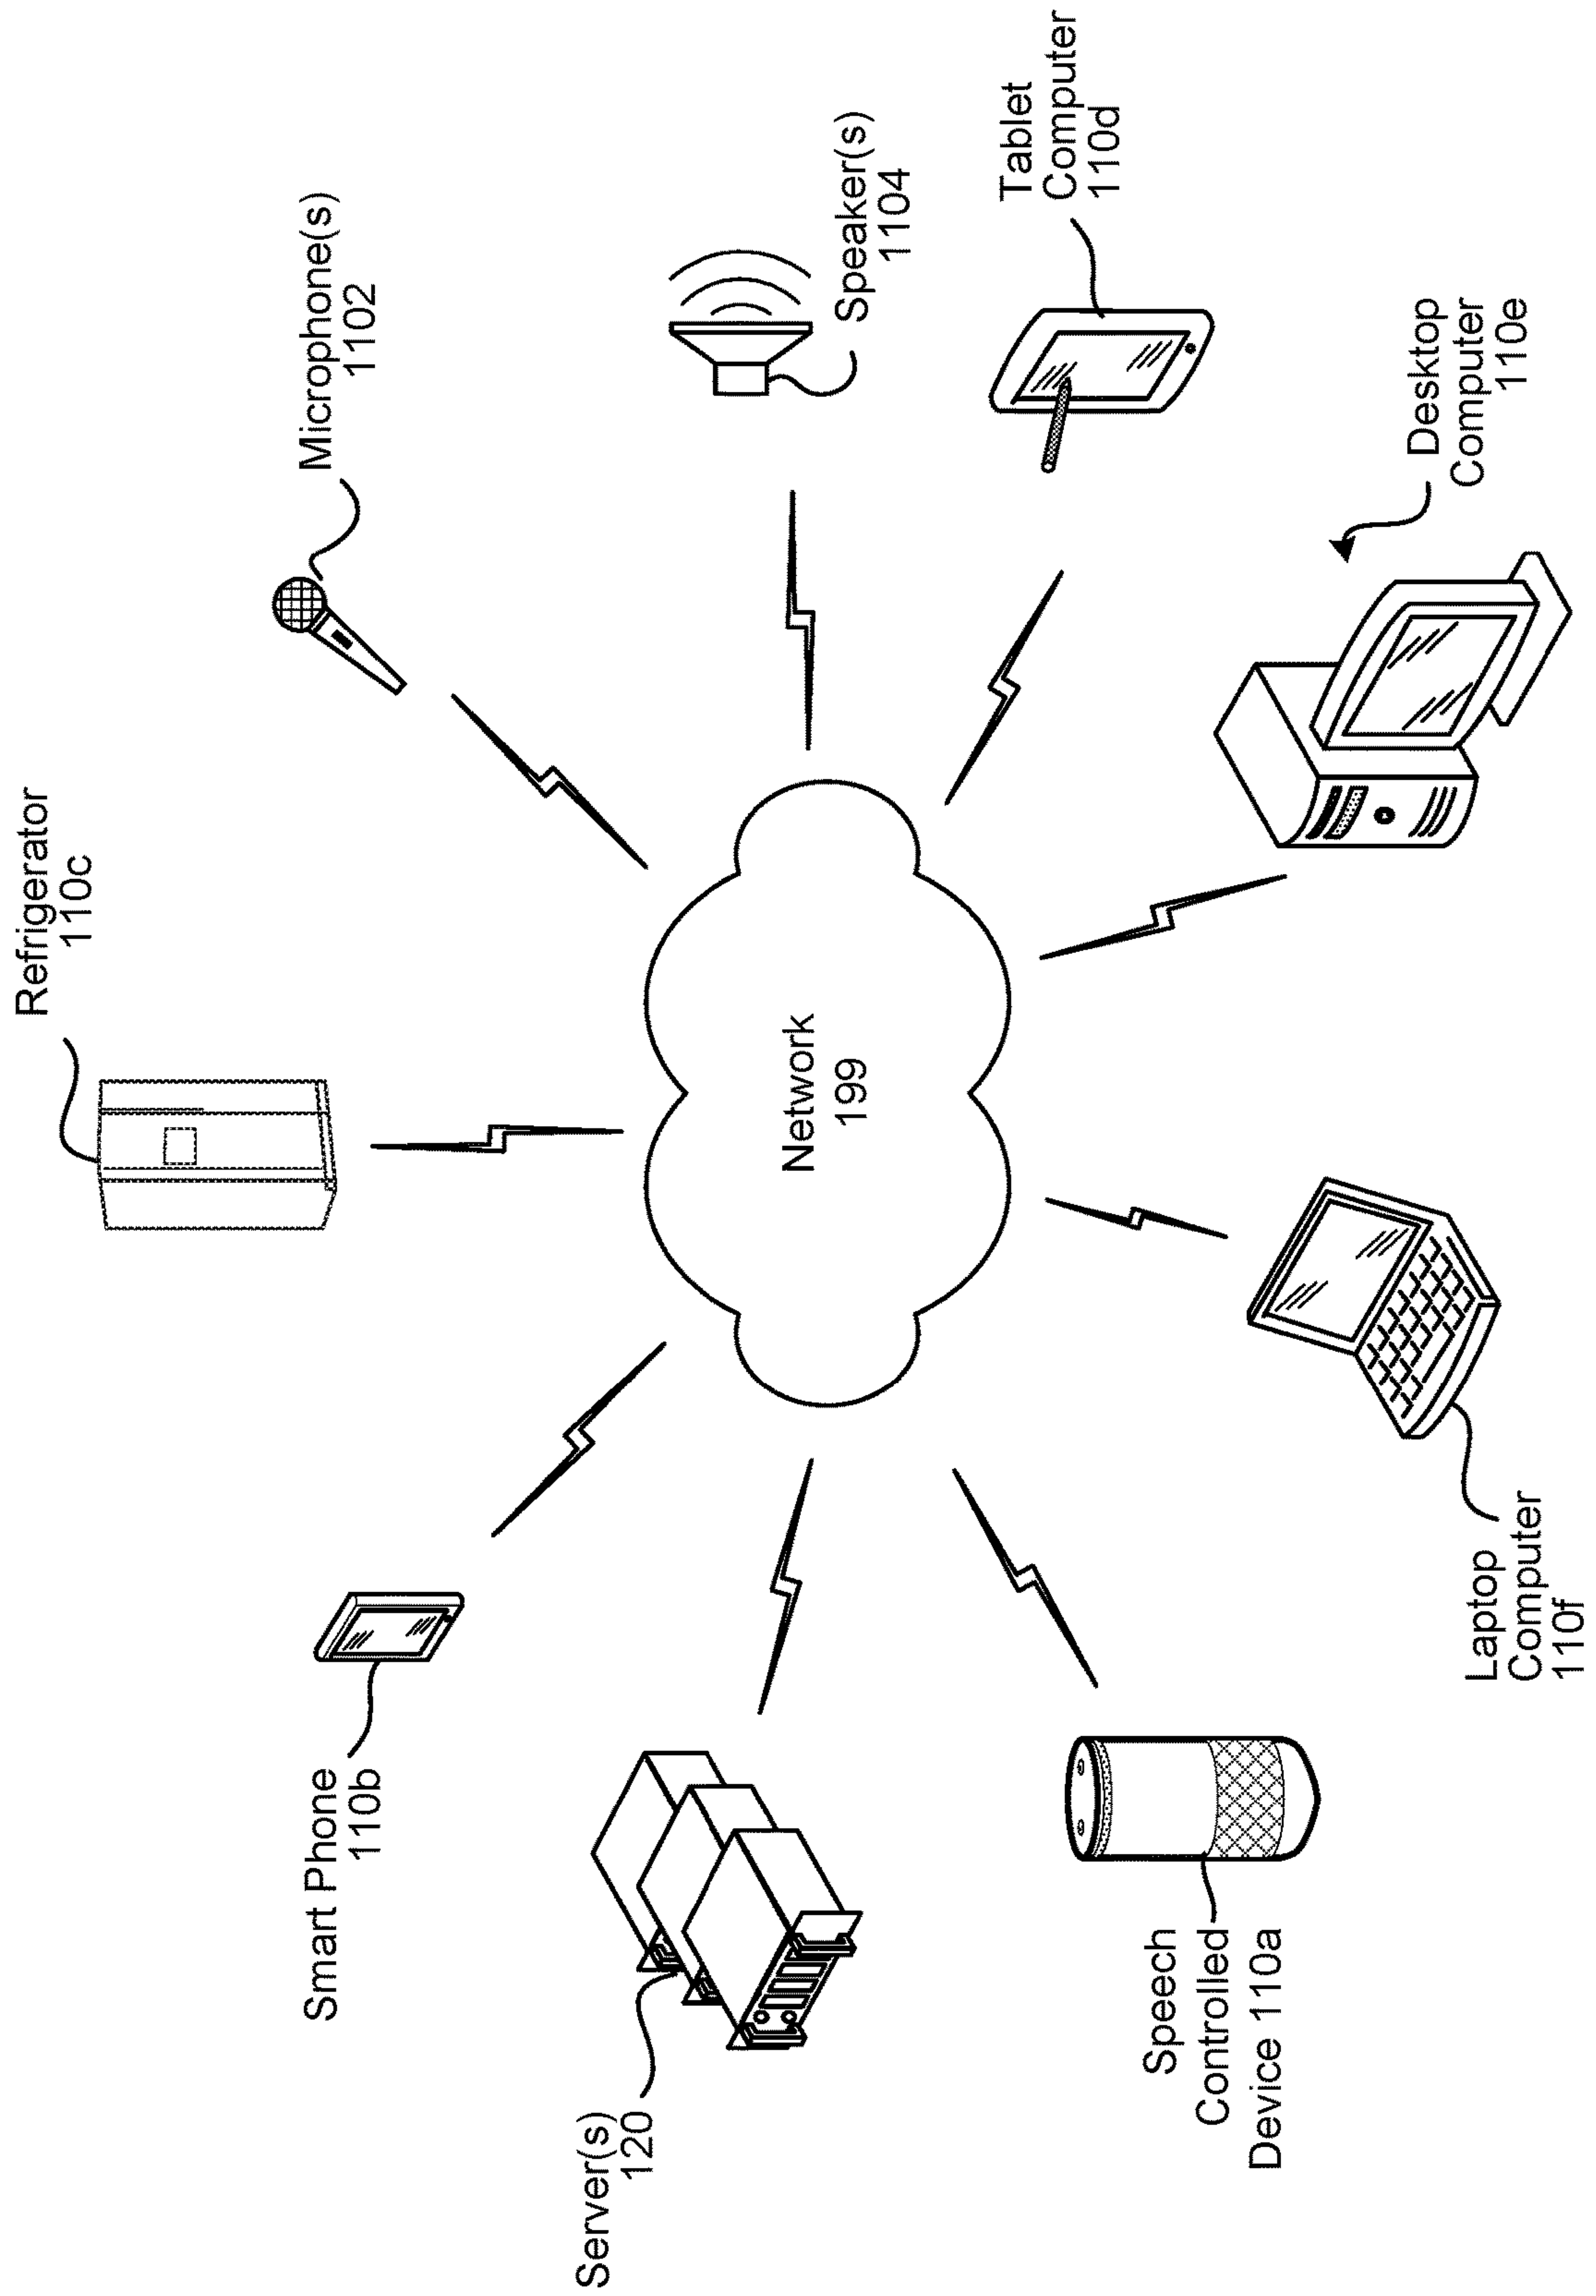 Refrigerator
110c
Microphone(s)
1102
Smart Phone
110b
Speaker(s)
1104
Server(s)
120
Network
199
Tablet
Computer
110d
Speech
Controlled
Device 110a
Desktop
Computer
110e
Laptop
Computer
110f